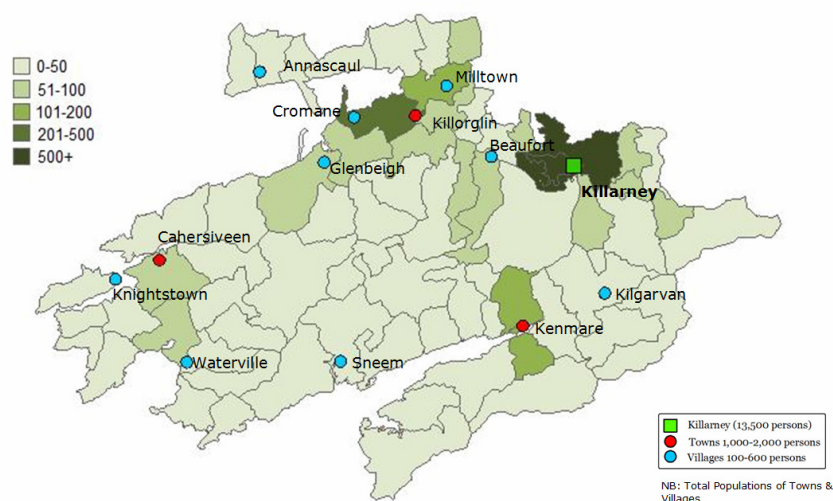 0-50
51-100
101-200
201-500
500+
Annascaul
Milltown
Cromane
Killorglin
Beaufort
Glenbeigh
Killarney
Cahersiveen
Knightstown
Kilgarvan
Kenmare
Waterville
Sneem
Killarney (13,500 persons)
Towns 1,000-2,000 persons
Villages 100-600 persons
NB: Total Populations of Towns &
Villages